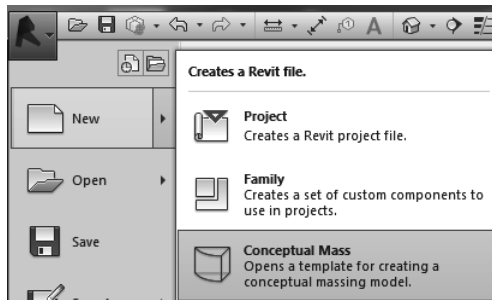 Creates a Revit file.
New
Project
Creates a Revit project file.
Open
Family
Creates a set of custom components to
use in projects.
Save
Conceptual Mass
Opens a template for creating a
conceptual massing model.